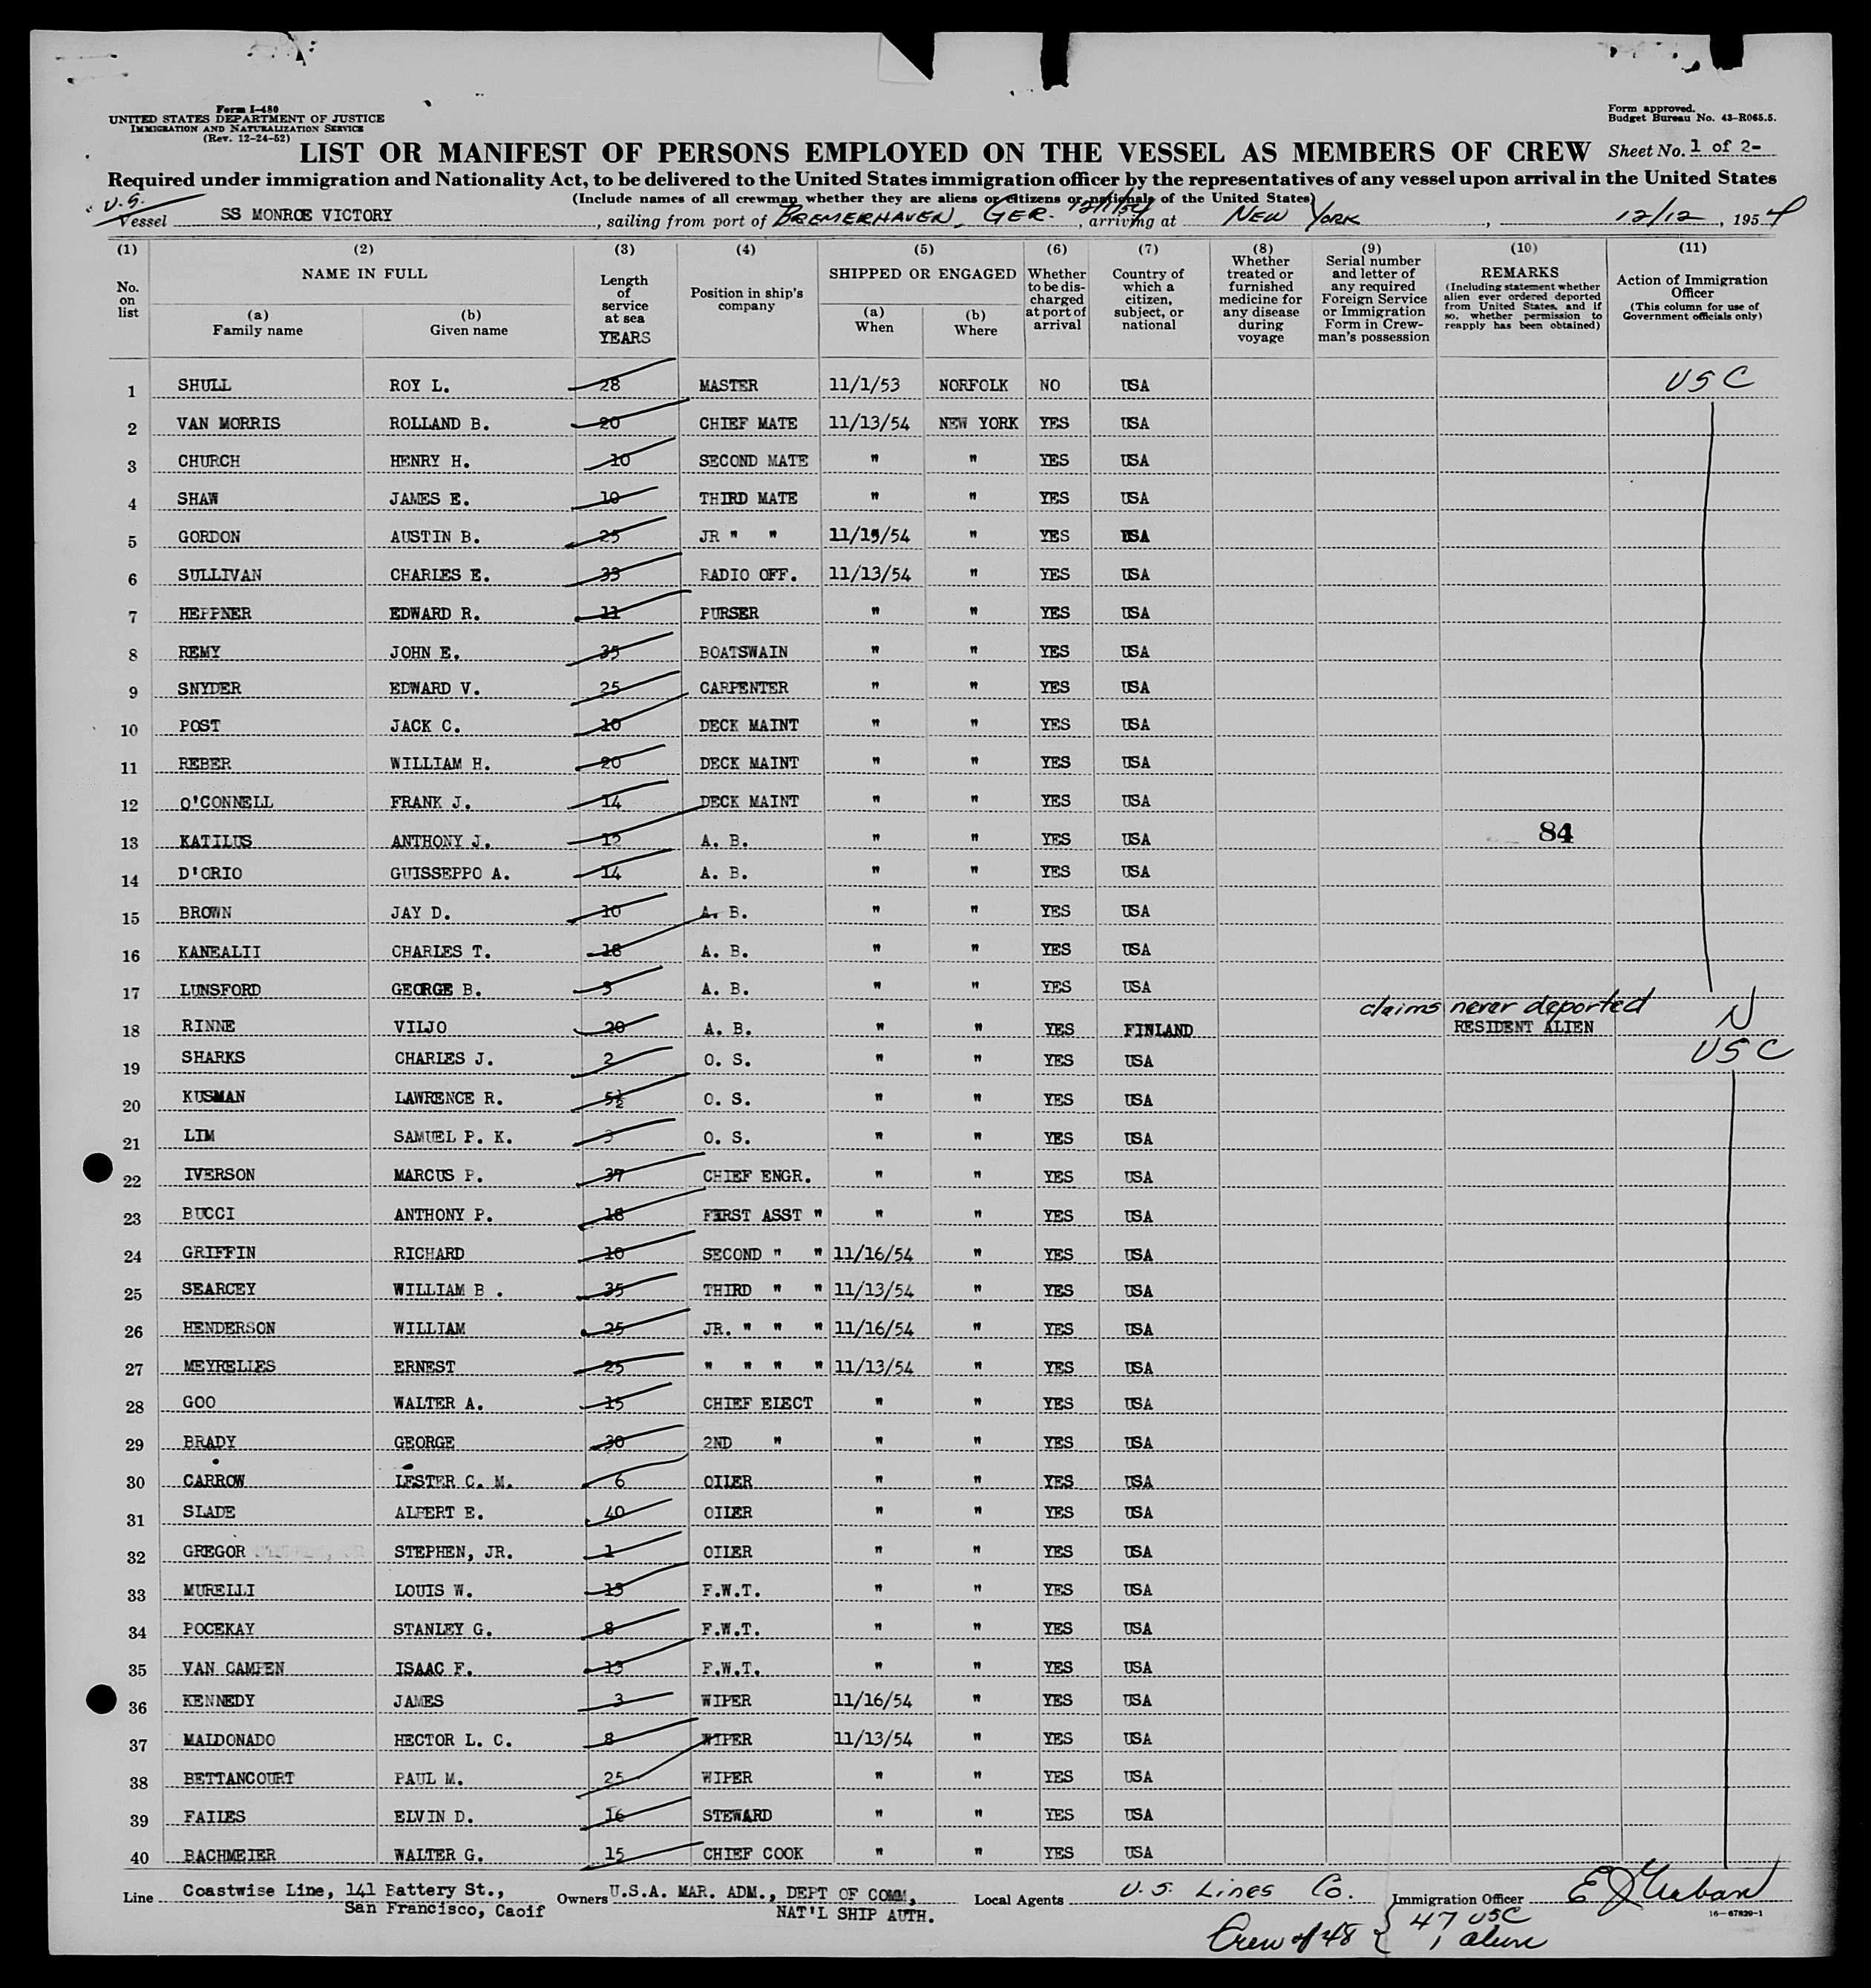 Form I-480
UNITED STATES DEPARTMENT OF JUSTICE
IMMIGRATION AND NATURALIZATION SERVICE
(Rev. 12-24-52)
Form approved.
Budget Bureau No. 43-R065.5.
LIST OR MANIFEST OF PERSONS EMPLOYED ON THE VESSEL AS MEMBERS OF CREW Sheet No. 1 of 2-
Required under immigration and Nationality Act, to be delivered to the United States immigration officer by the representatives of any vessel upon arrival in the United States
(Include names of all crewman whether they are aliens or citizens or nationals of the United States)
U.S.
Vessel SS MONROE VICTORY, sailing from port of BREMERHAVEN, GER. 12/1/54, arriving at NEW YORK, 12/12, 1954
(1) (2) (3) (4) (5) (6) (7) (8) (9) (10) (11)
No. on list NAME IN FULL (a) Family name (b) Given name Length of service at sea YEARS Position in ship's company SHIPPED OR ENGAGED (a) When (b) Where Whether to be discharged at port of arrival Country of which a citizen, subject, or national Whether treated or furnished medicine for any disease during voyage Serial number and letter of any required Foreign Service or Immigration Form in Crewman's possession REMARKS (Including statement whether alien ever ordered deported from United States, and if so, whether permission to reapply has been obtained) Action of Immigration Officer (This column for use of Government officials only)
1 SHULL ROY L. 28 MASTER 11/1/53 NORFOLK NO USA USC
2 VAN MORRIS ROLLAND B. 20 CHIEF MATE 11/13/54 NEW YORK YES USA
3 CHURCH HENRY H. 10 SECOND MATE " " YES USA
4 SHAW JAMES E. 10 THIRD MATE " " YES USA
5 GORDON AUSTIN B. 25 JR " " 11/15/54 " YES USA
6 SULLIVAN CHARLES E. 33 RADIO OFF. 11/13/54 " YES USA
7 HEPPNER EDWARD R. 11 PURSER " " YES USA
8 REMY JOHN E. 35 BOATSWAIN " " YES USA
9 SNYDER EDWARD V. 25 CARPENTER " " YES USA
10 POST JACK C. 10 DECK MAINT " " YES USA
11 REBER WILLIAM H. 20 DECK MAINT " " YES USA
12 O'CONNELL FRANK J. 14 DECK MAINT " " YES USA
13 KATILUS ANTHONY J. 12 A. B. " " YES USA 84
14 D'ORIO GUISSEPPO A. 14 A. B. " " YES USA
15 BROWN JAY D. 10 A. B. " " YES USA
16 KANEALII CHARLES T. 18 A. B. " " YES USA
17 LUNSFORD GEORGE B. 3 A. B. " " YES USA
claims never deported
18 RINNE VILJO 20 A. B. " " YES FINLAND RESIDENT ALIEN N
19 SHARKS CHARLES J. 2 O. S. " " YES USA USC
20 KUSMAN LAWRENCE R. 5½ O. S. " " YES USA
21 LIM SAMUEL P. K. 3 O. S. " " YES USA
22 IVERSON MARCUS P. 37 CHIEF ENGR. " " YES USA
23 BUCCI ANTHONY P. 18 FIRST ASST " " " YES USA
24 GRIFFIN RICHARD 10 SECOND " " 11/16/54 " YES USA
25 SEARCEY WILLIAM B . 35 THIRD " " 11/13/54 " YES USA
26 HENDERSON WILLIAM 25 JR. " " " 11/16/54 " YES USA
27 MEYRELLES ERNEST 25 " " " " 11/13/54 " YES USA
28 GOO WALTER A. 15 CHIEF ELECT " " YES USA
29 BRADY GEORGE 30 2ND " " " YES USA
30 CARROW LESTER C. M. 6 OILER " " YES USA
31 SLADE ALBERT E. 40 OILER " " YES USA
32 GREGOR STEPHEN, JR. 1 OILER " " YES USA
33 MURELLI LOUIS W. 13 F.W.T. " " YES USA
34 POCEKAY STANLEY G. 8 F.W.T. " " YES USA
35 VAN CAMPEN ISAAC F. 13 F.W.T. " " YES USA
36 KENNEDY JAMES 3 WIPER 11/16/54 " YES USA
37 MALDONADO HECTOR L. C. 8 WIPER 11/13/54 " YES USA
38 BETTANCOURT PAUL M. 25 WIPER " " YES USA
39 FAILES ELVIN D. 16 STEWARD " " YES USA
40 BACHMEIER WALTER G. 15 CHIEF COOK " " YES USA
Line Coastwise Line, 141 Battery St., San Francisco, Caoif Owners U.S.A. MAR. ADM., DEPT OF COMM, NAT'L SHIP AUTH. Local Agents U.S. Lines Co. Immigration Officer
16-67829-1
Crew of 48 { 47 USC
1 alien